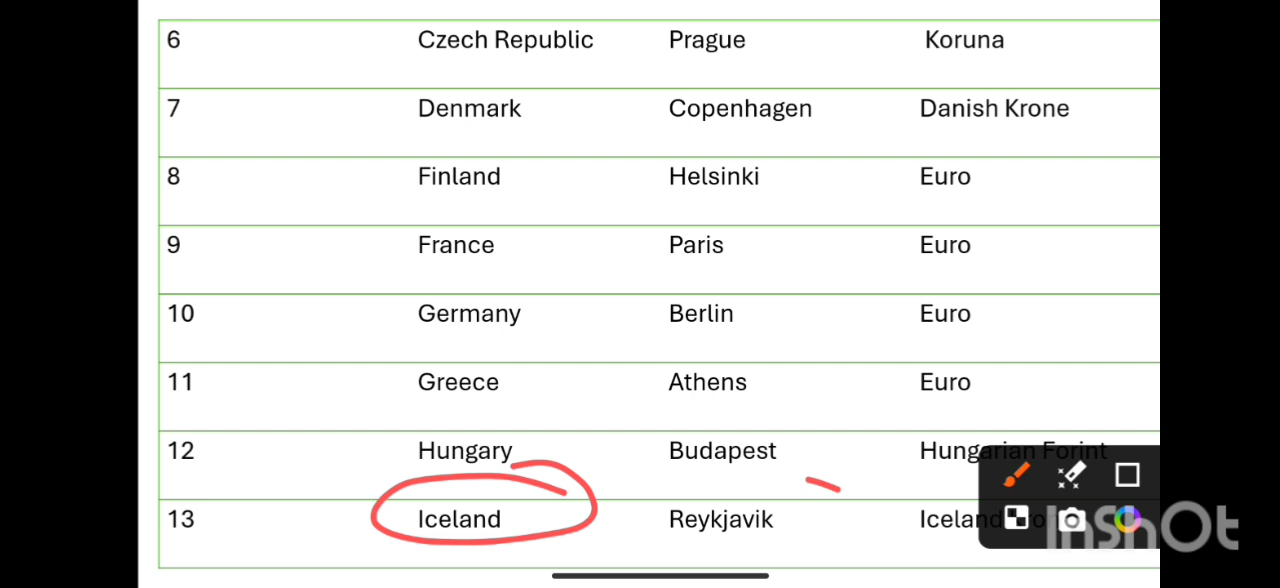 6 Czech Republic Prague Koruna
7 Denmark Copenhagen Danish Krone
8 Finland Helsinki Euro
9 France Paris Euro
10 Germany Berlin Euro
11 Greece Athens Euro
12 Hungary Budapest Hungarian Forint
13 Iceland Reykjavik
InShOt